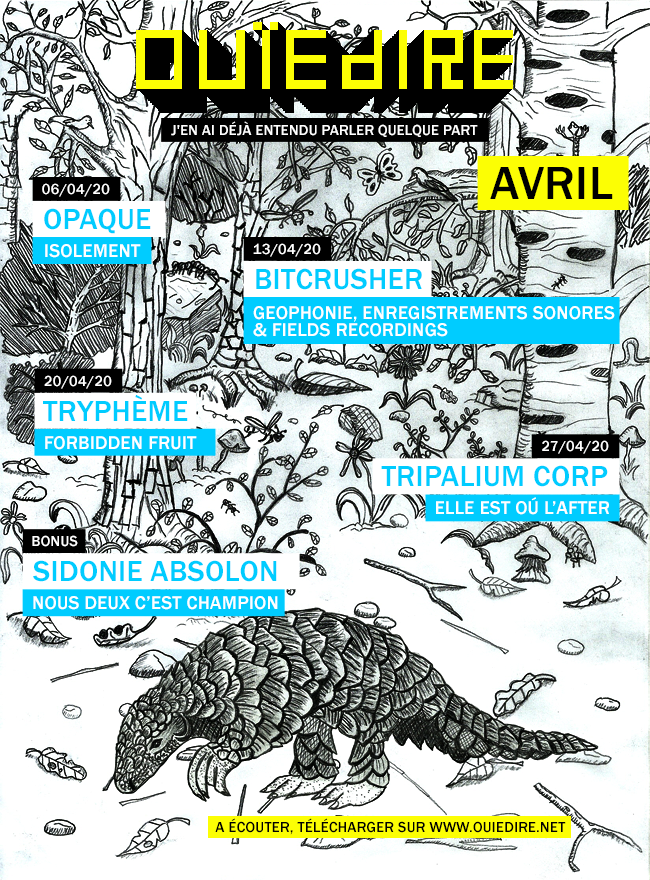 OUÏEDIRE
J'EN AI DÉJÀ ENTENDU PARLER QUELQUE PART
AVRIL
06/04/20
OPAQUE
ISOLEMENT
13/04/20
BITCRUSHER
GEOPHONIE, ENREGISTREMENTS SONORES
& FIELDS RECORDINGS
20/04/20
TRYPHÈME
FORBIDDEN FRUIT
27/04/20
TRIPALIUM CORP
ELLE EST OÚ L'AFTER
BONUS
SIDONIE ABSOLON
NOUS DEUX C'EST CHAMPION
A ÉCOUTER, TÉLÉCHARGER SUR WWW.OUIEDIRE.NET